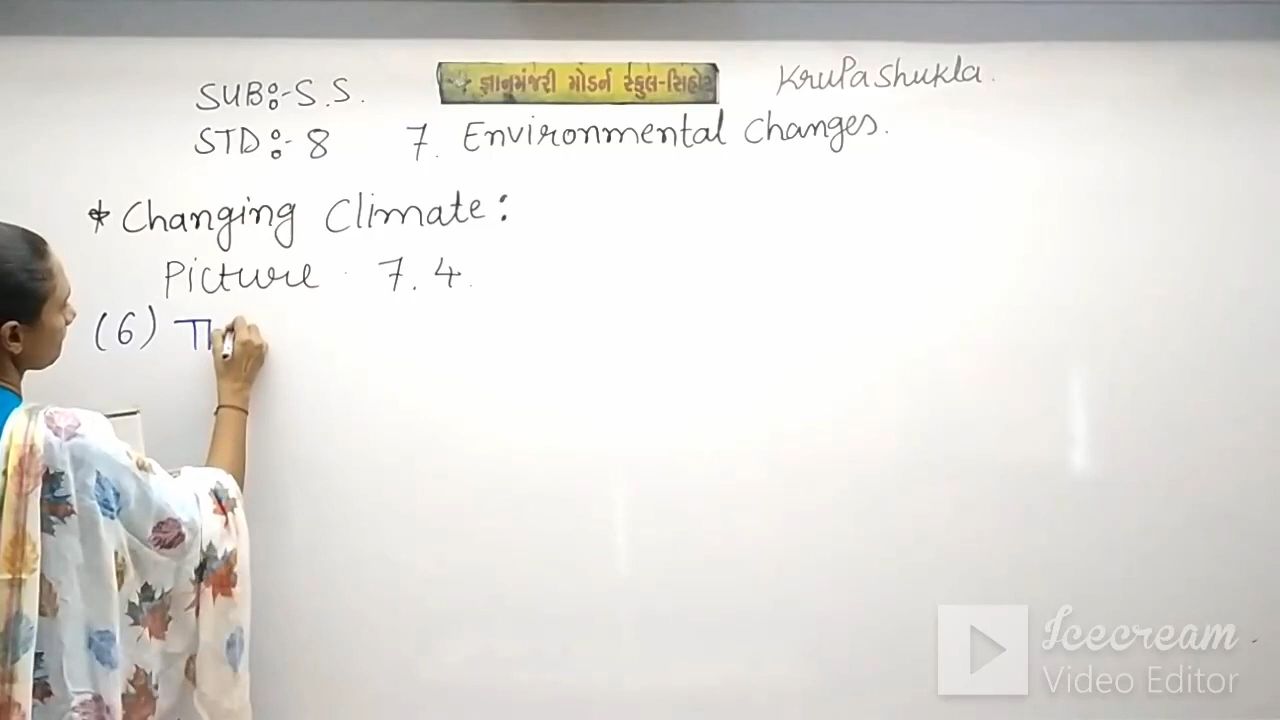 SUB:-S.S.
જ્ઞાનમંજરી મોડર્ન સ્કુલ-સિહોર
Krupa Shukla.
STD:- 8
7. Environmental Changes.
* Changing Climate:
Picture 7.4.
(6) Th
Icecream
Video Editor